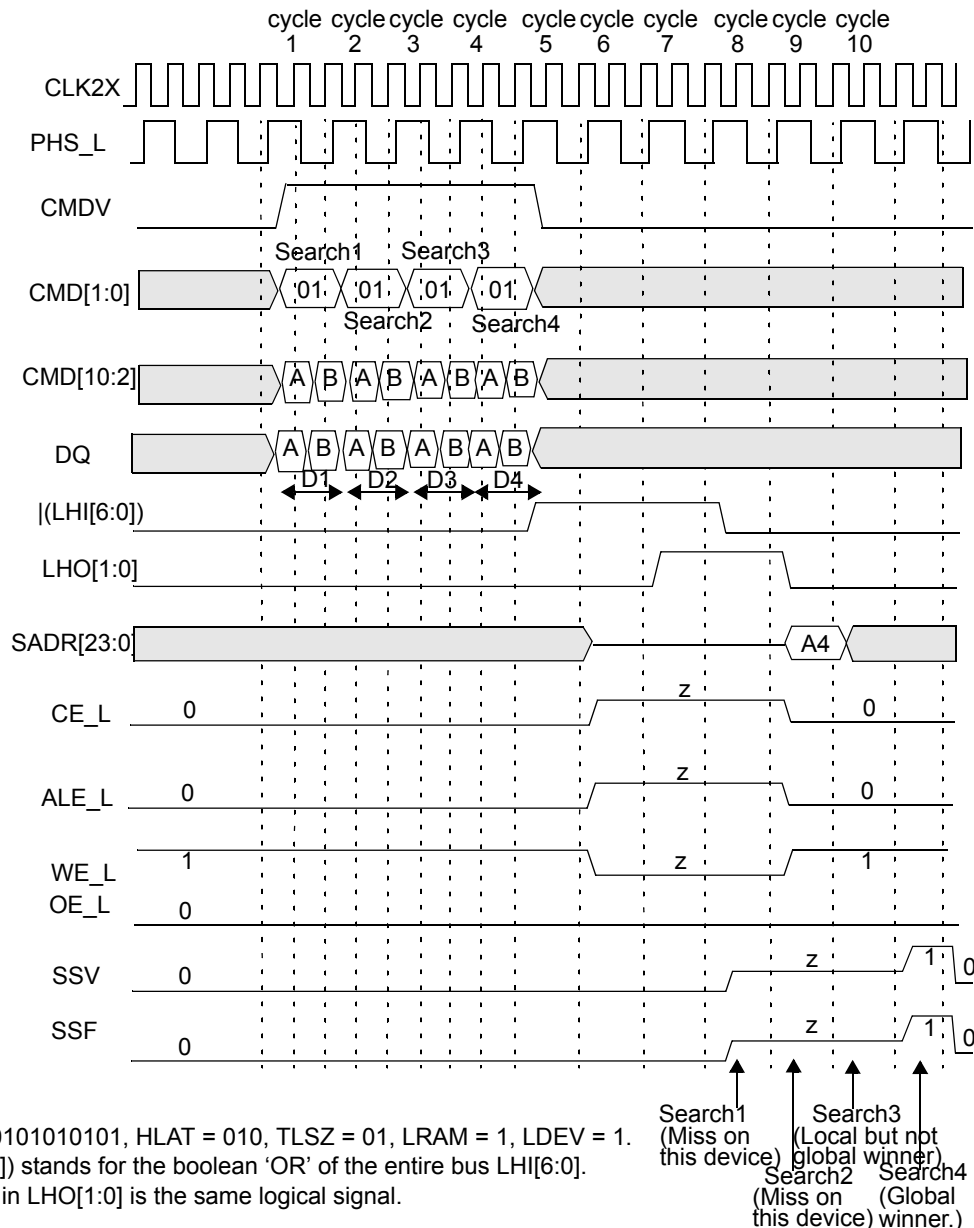 cycle cycle cycle cycle cycle cycle cycle cycle cycle cycle
1 2 3 4 5 6 7 8 9 10
CLK2X
PHS_L
CMDV
Search1 Search3
CMD[1:0] 01 01 01 01
Search2 Search4
CMD[10:2] A B A B A B A B
DQ A B A B A B A B
D1 D2 D3 D4
|(LHI[6:0])
LHO[1:0]
SADR[23:0] A4
CE_L 0 z 0
ALE_L 0 z 0
WE_L 1 z 1
OE_L 0
SSV 0 z 1 0
SSF 0 z 1 0
Search1 (Miss on this device)
Search2 (Miss on this device)
Search3 (Local but not global winner)
Search4 (Global winner.)
0101010101, HLAT = 010, TLSZ = 01, LRAM = 1, LDEV = 1.
]) stands for the boolean ‘OR’ of the entire bus LHI[6:0].
in LHO[1:0] is the same logical signal.